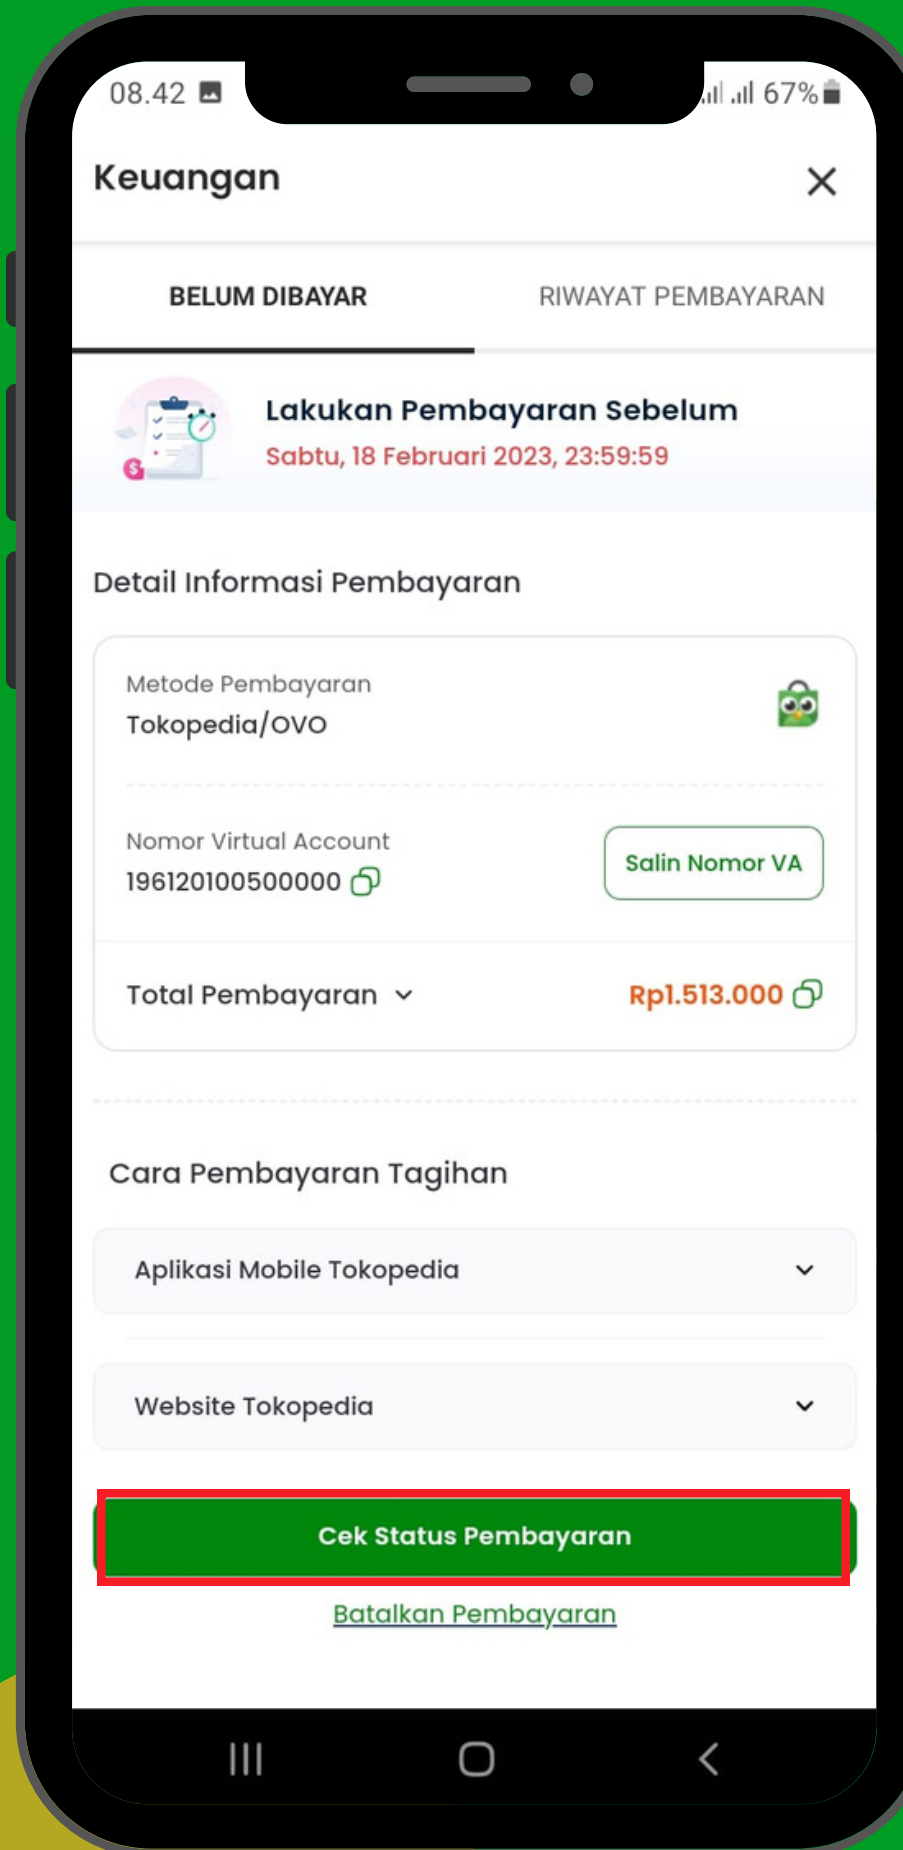 08.42
67%
Keuangan
BELUM DIBAYAR
RIWAYAT PEMBAYARAN
Lakukan Pembayaran Sebelum
Sabtu, 18 Februari 2023, 23:59:59
Detail Informasi Pembayaran
Metode Pembayaran
Tokopedia/OVO
Nomor Virtual Account
196120100500000
Salin Nomor VA
Total Pembayaran
Rp1.513.000
Cara Pembayaran Tagihan
Aplikasi Mobile Tokopedia
Website Tokopedia
Cek Status Pembayaran
Batalkan Pembayaran